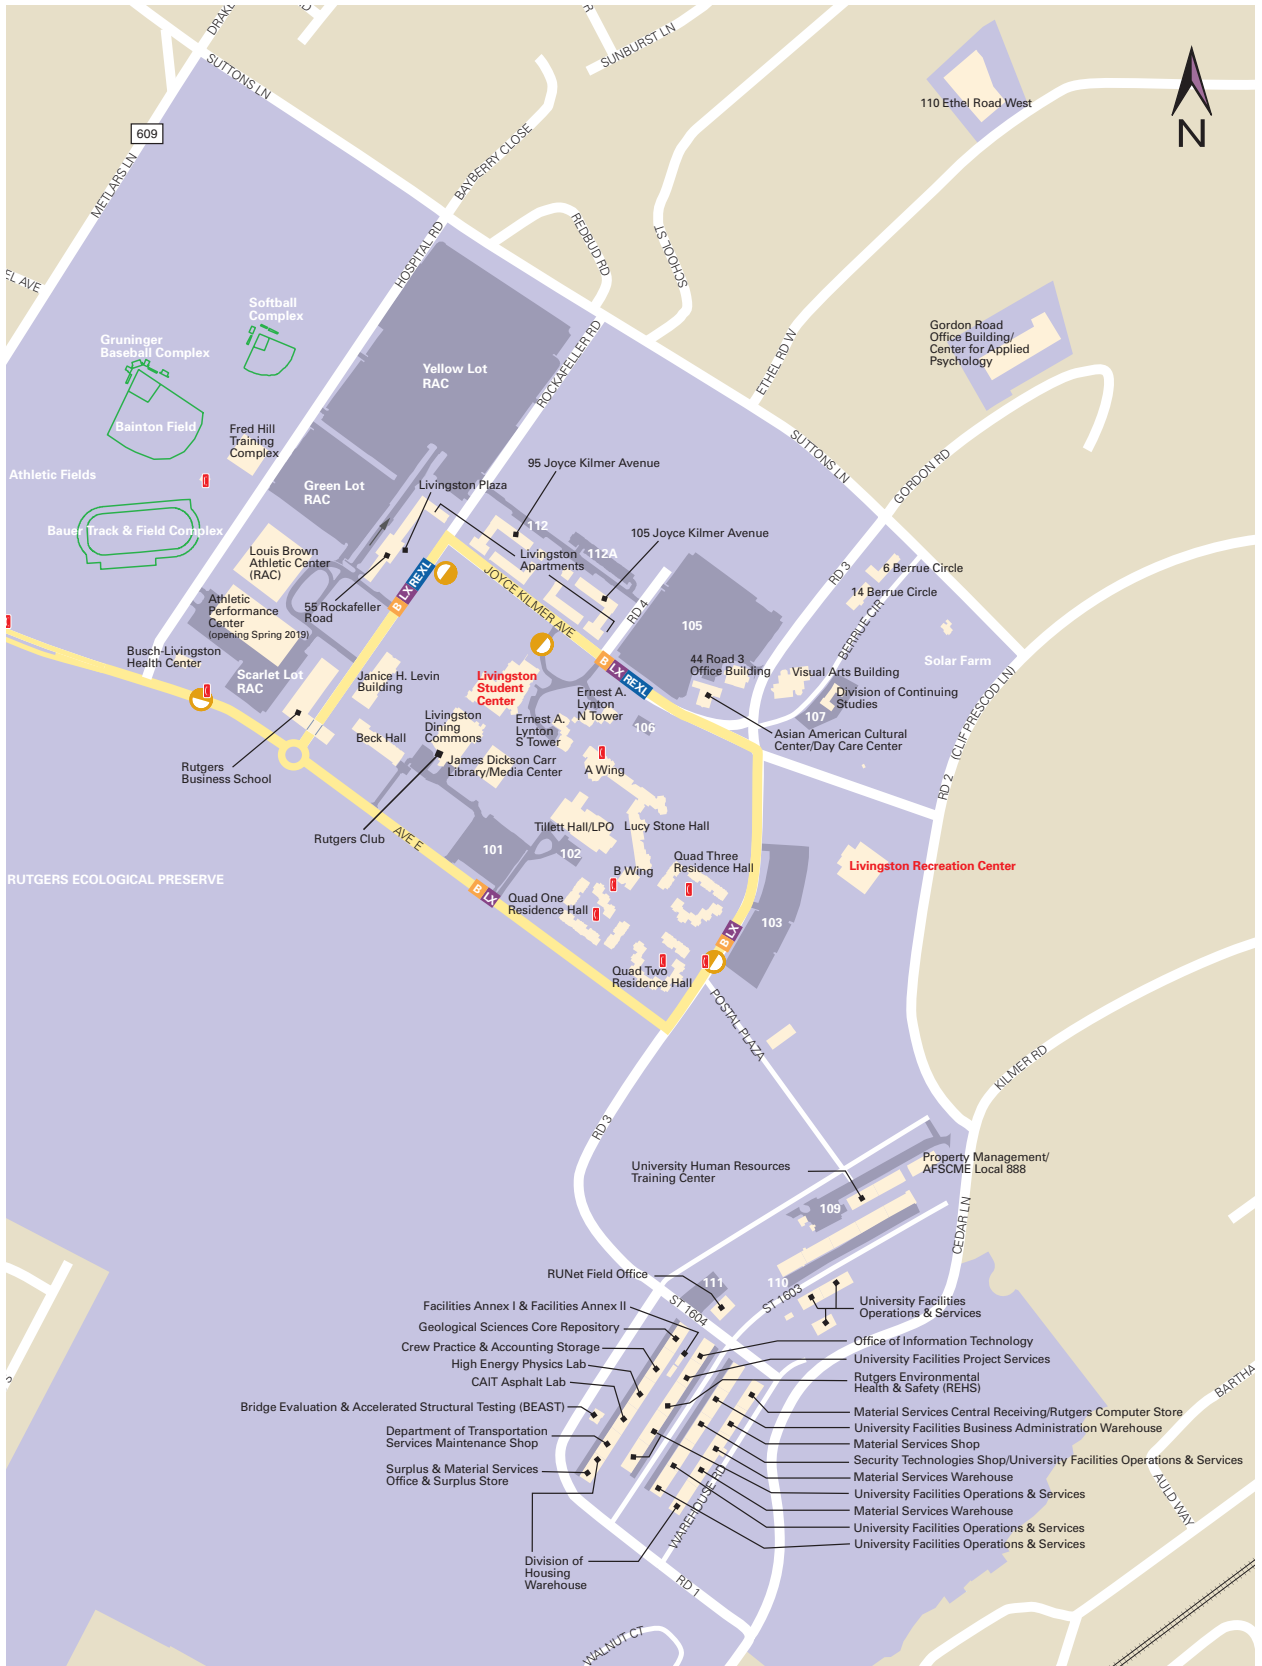 SUTTONS LN
SUNBURST LN
110 Ethel Road West
N
609
METLARS LN
BAYBERRY CLOSE
HOSPITAL RD
REDBUD RD
SCHOOL ST
Softball
Complex
Gruninger
Baseball Complex
Gordon Road
Office Building/
Center for Applied
Psychology
Yellow Lot
RAC
ROCKAFELLER RD
ETHEL RD W
Bainton Field
Fred Hill
Training
Complex
SUTTONS LN
GORDON RD
Athletic Fields
95 Joyce Kilmer Avenue
Green Lot
RAC
Livingston Plaza
Bauer Track & Field Complex
112
105 Joyce Kilmer Avenue
Louis Brown
Athletic Center
(RAC)
Livingston
Apartments
112A
JOYCE KILMER AVE
RD 3
6 Berrue Circle
14 Berrue Circle
B LX REXL
55 Rockafeller
Road
Athletic
Performance
Center
(opening Spring 2019)
RD 4
105
BERRUE CIR
Busch-Livingston
Health Center
Scarlet Lot
RAC
Janice H. Levin
Building
Livingston
Student
Center
B LX REXL
44 Road 3
Office Building
Visual Arts Building
Solar Farm
Division of Continuing
Studies
107
Ernest A.
Lynton
N Tower
Ernest A.
Lynton
S Tower
106
Livingston
Dining
Commons
Beck Hall
Asian American Cultural
Center/Day Care Center
RD 2
(CLIF PRESCOD LN)
James Dickson Carr
Library/Media Center
A Wing
Rutgers
Business School
Rutgers Club
AVE E
Tillett Hall/LPO
Lucy Stone Hall
101
102
Quad Three
Residence Hall
Livingston Recreation Center
RUTGERS ECOLOGICAL PRESERVE
B Wing
B LX
Quad One
Residence Hall
103
B LX
Quad Two
Residence Hall
POSTAL PLAZA
KILMER RD
RD 3
University Human Resources
Training Center
Property Management/
AFSCME Local 888
109
CEDAR LN
RUNet Field Office
111
110
ST 1603
ST 1604
University Facilities
Operations & Services
Facilities Annex I & Facilities Annex II
Geological Sciences Core Repository
Crew Practice & Accounting Storage
High Energy Physics Lab
CAIT Asphalt Lab
Bridge Evaluation & Accelerated Structural Testing (BEAST)
Department of Transportation
Services Maintenance Shop
Surplus & Material Services
Office & Surplus Store
Office of Information Technology
University Facilities Project Services
Rutgers Environmental
Health & Safety (REHS)
Material Services Central Receiving/Rutgers Computer Store
University Facilities Business Administration Warehouse
Material Services Shop
Security Technologies Shop/University Facilities Operations & Services
Material Services Warehouse
University Facilities Operations & Services
Material Services Warehouse
University Facilities Operations & Services
University Facilities Operations & Services
WAREHOUSE RD
BARTHA
AULD WAY
Division of
Housing
Warehouse
RD 1
WALNUT CT